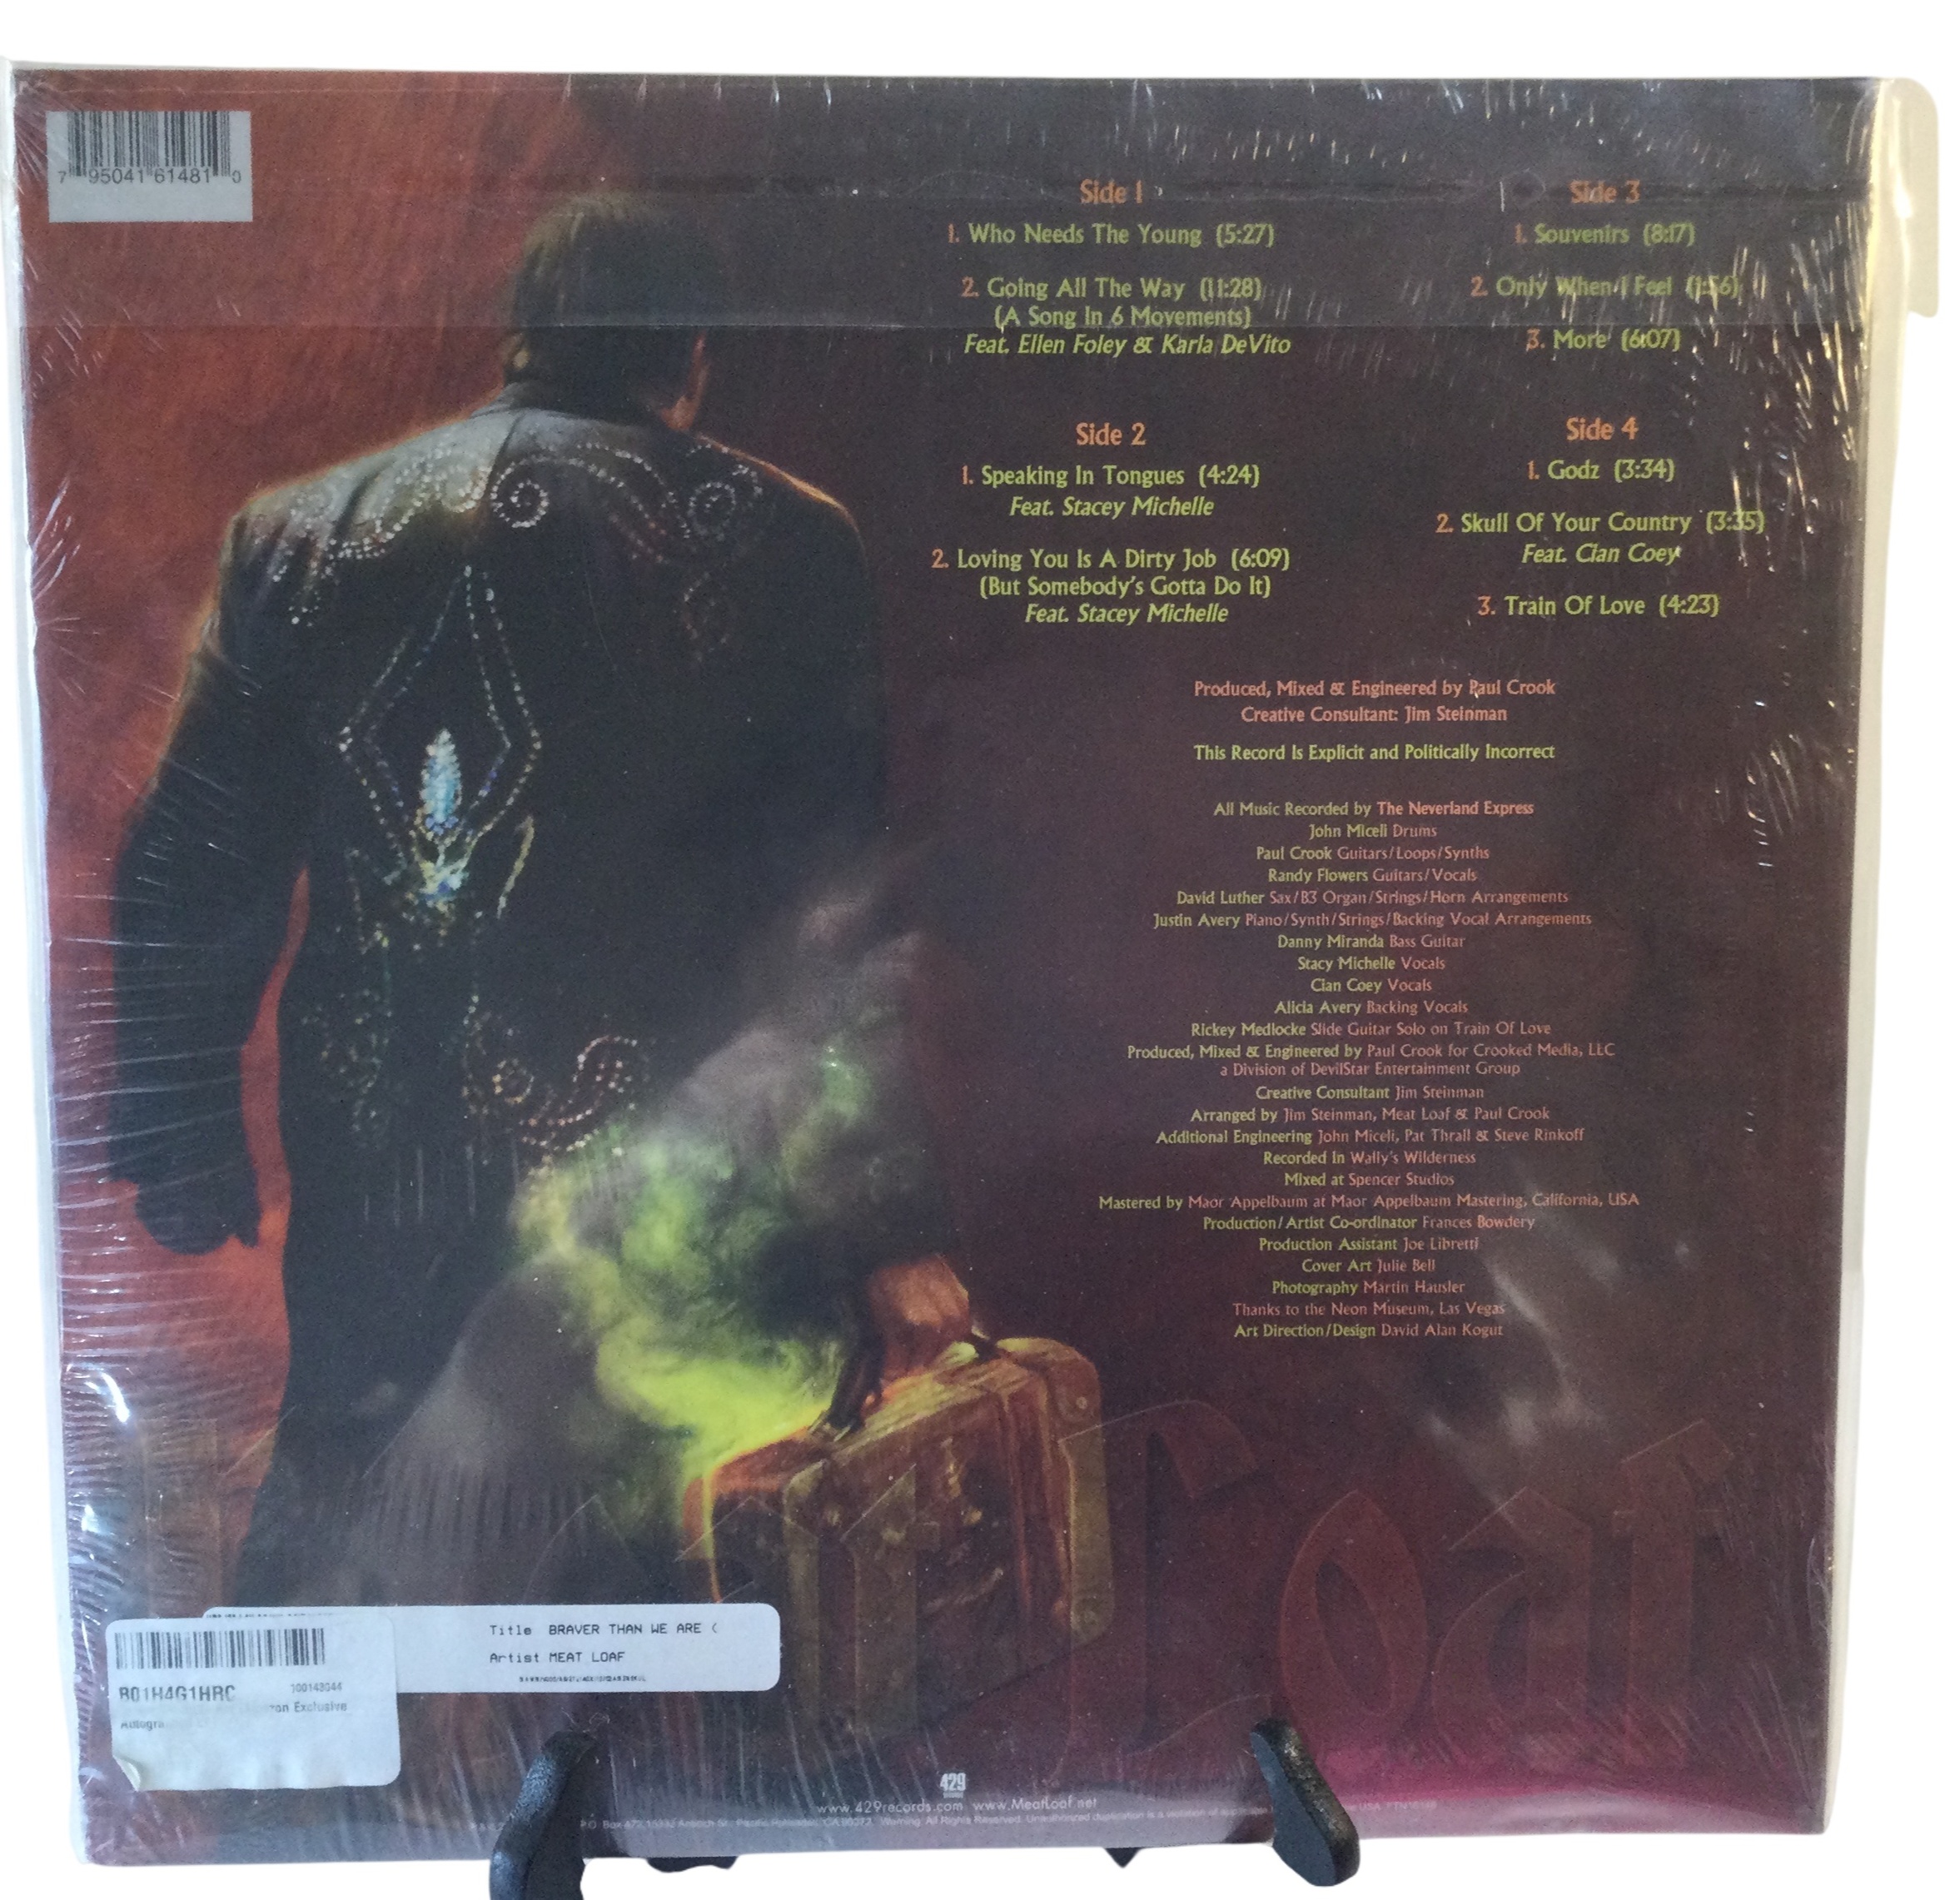 7 95041 61481 0
Side 1
1. Who Needs The Young (5:27)
2. Going All The Way (11:28)
(A Song In 6 Movements)
Feat. Ellen Foley & Karla DeVito
Side 2
1. Speaking In Tongues (4:24)
Feat. Stacey Michelle
2. Loving You Is A Dirty Job (6:09)
(But Somebody's Gotta Do It)
Feat. Stacey Michelle
Side 3
1. Souvenirs (8:17)
2. Only When I Feel (1:56)
3. More (6:07)
Side 4
1. Godz (3:34)
2. Skull Of Your Country (3:35)
Feat. Cian Coey
3. Train Of Love (4:23)
Produced, Mixed & Engineered by Paul Crook
Creative Consultant: Jim Steinman
This Record Is Explicit and Politically Incorrect
All Music Recorded by The Neverland Express
John Miceli Drums
Paul Crook Guitars/Loops/Synths
Randy Flowers Guitars/Vocals
David Luther Sax/B3 Organ/Strings/Horn Arrangements
Justin Avery Piano/Synth/Strings/Backing Vocal Arrangements
Danny Miranda Bass Guitar
Stacy Michelle Vocals
Cian Coey Vocals
Alicia Avery Backing Vocals
Rickey Medlocke Slide Guitar Solo on Train Of Love
Produced, Mixed & Engineered by Paul Crook for Crooked Media, LLC
a Division of DevilStar Entertainment Group
Creative Consultant Jim Steinman
Arranged by Jim Steinman, Meat Loaf & Paul Crook
Additional Engineering John Miceli, Pat Thrall & Steve Rinkoff
Recorded In Wally's Wilderness
Mixed at Spencer Studios
Mastered by Maor Appelbaum at Maor Appelbaum Mastering, California, USA
Production/Artist Co-ordinator Frances Bowdery
Production Assistant Joe Libretti
Cover Art Julie Bell
Photography Martin Hausler
Thanks to the Neon Museum, Las Vegas
Art Direction/Design David Alan Kogut
Loaf
Title BRAVER THAN WE ARE (
Artist MEAT LOAF
B01H4G1HRC
100143044
Exclusive
429
www.429records.com www.MeatLoaf.net
Warning: All Rights Reserved. Unauthorized duplication is a violation of